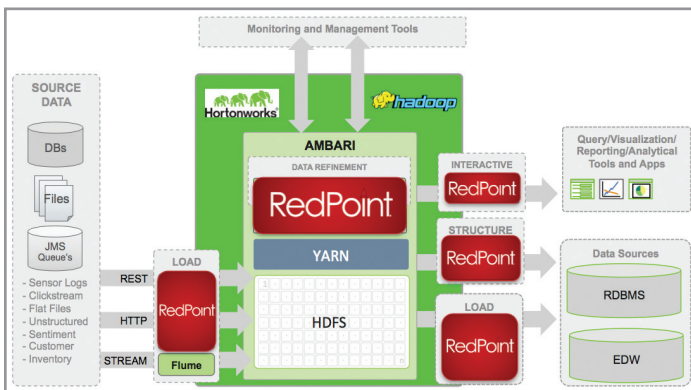 Monitoring and Management Tools
SOURCE
DATA
DBs
Files
JMS
Queue's
- Sensor Logs
- Clickstream
- Flat Files
- Unstructured
- Sentiment
- Customer
- Inventory
REST
HTTP
STREAM
LOAD
RedPoint
Flume
Hortonworks
hadoop
AMBARI
DATA REFINEMENT
RedPoint
YARN
HDFS
INTERACTIVE
RedPoint
STRUCTURE
RedPoint
LOAD
RedPoint
Query/Visualization/
Reporting/Analytical
Tools and Apps
Data Sources
RDBMS
EDW